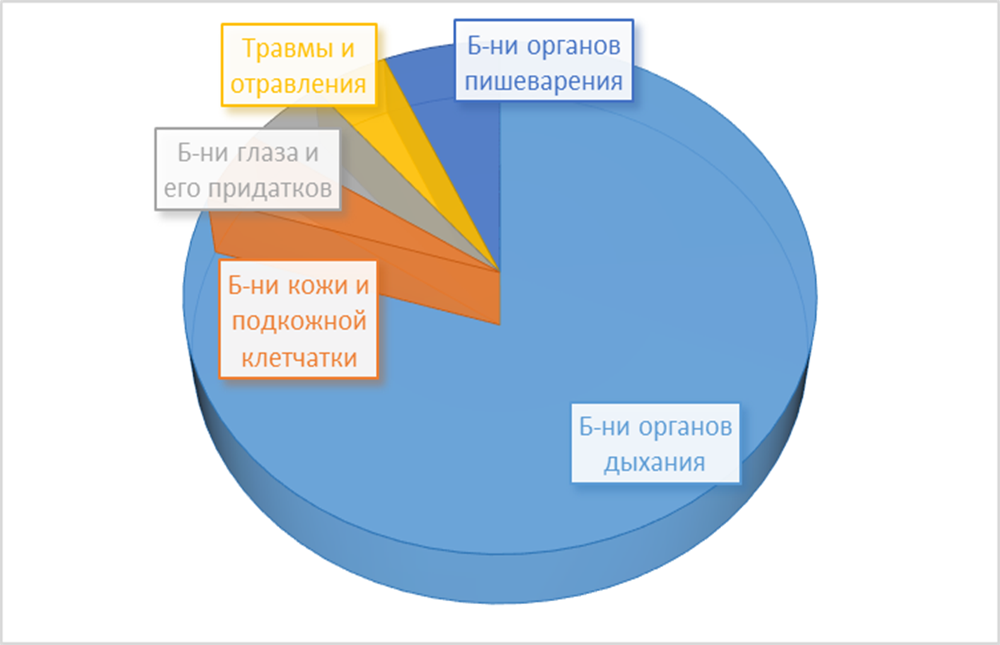 Травмы и
отравления
Б-ни органов
пишеварения
Б-ни глаза и
его придатков
Б-ни кожи и
подкожной
клетчатки
Б-ни органов
дыхания